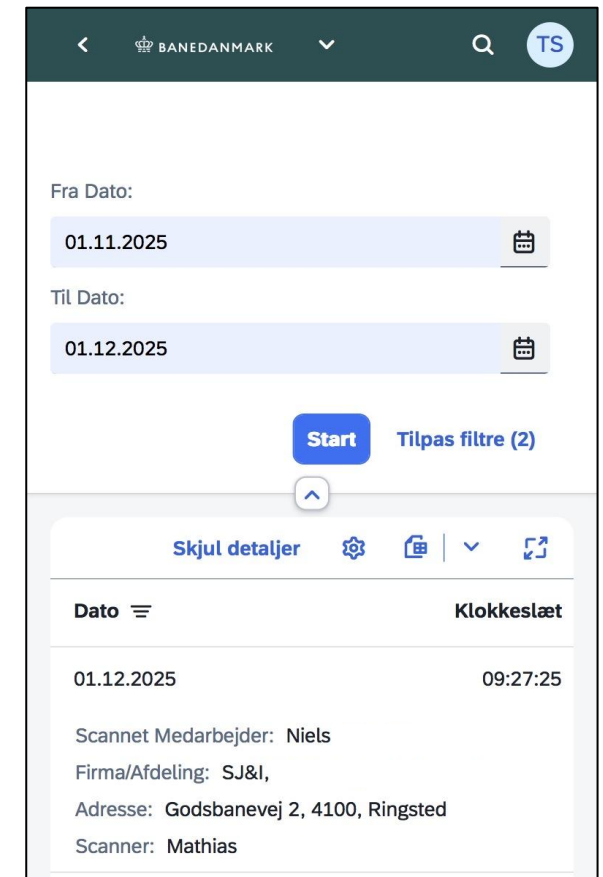 BANEDANMARK
TS
Fra Dato:
01.11.2025
Til Dato:
01.12.2025
Start Tilpas filtre (2)
Skjul detaljer
Dato Klokkeslæt
01.12.2025 09:27:25
Scannet Medarbejder: Niels
Firma/Afdeling: SJ&I,
Adresse: Godsbanevej 2, 4100, Ringsted
Scanner: Mathias